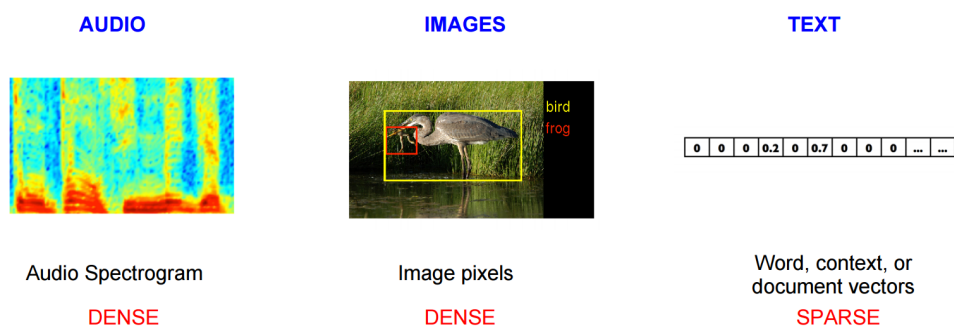 AUDIO
IMAGES
TEXT
bird
frog
0 0 0 0.2 0 0.7 0 0 0 ... ...
Audio Spectrogram
Image pixels
Word, context, or
document vectors
DENSE
DENSE
SPARSE